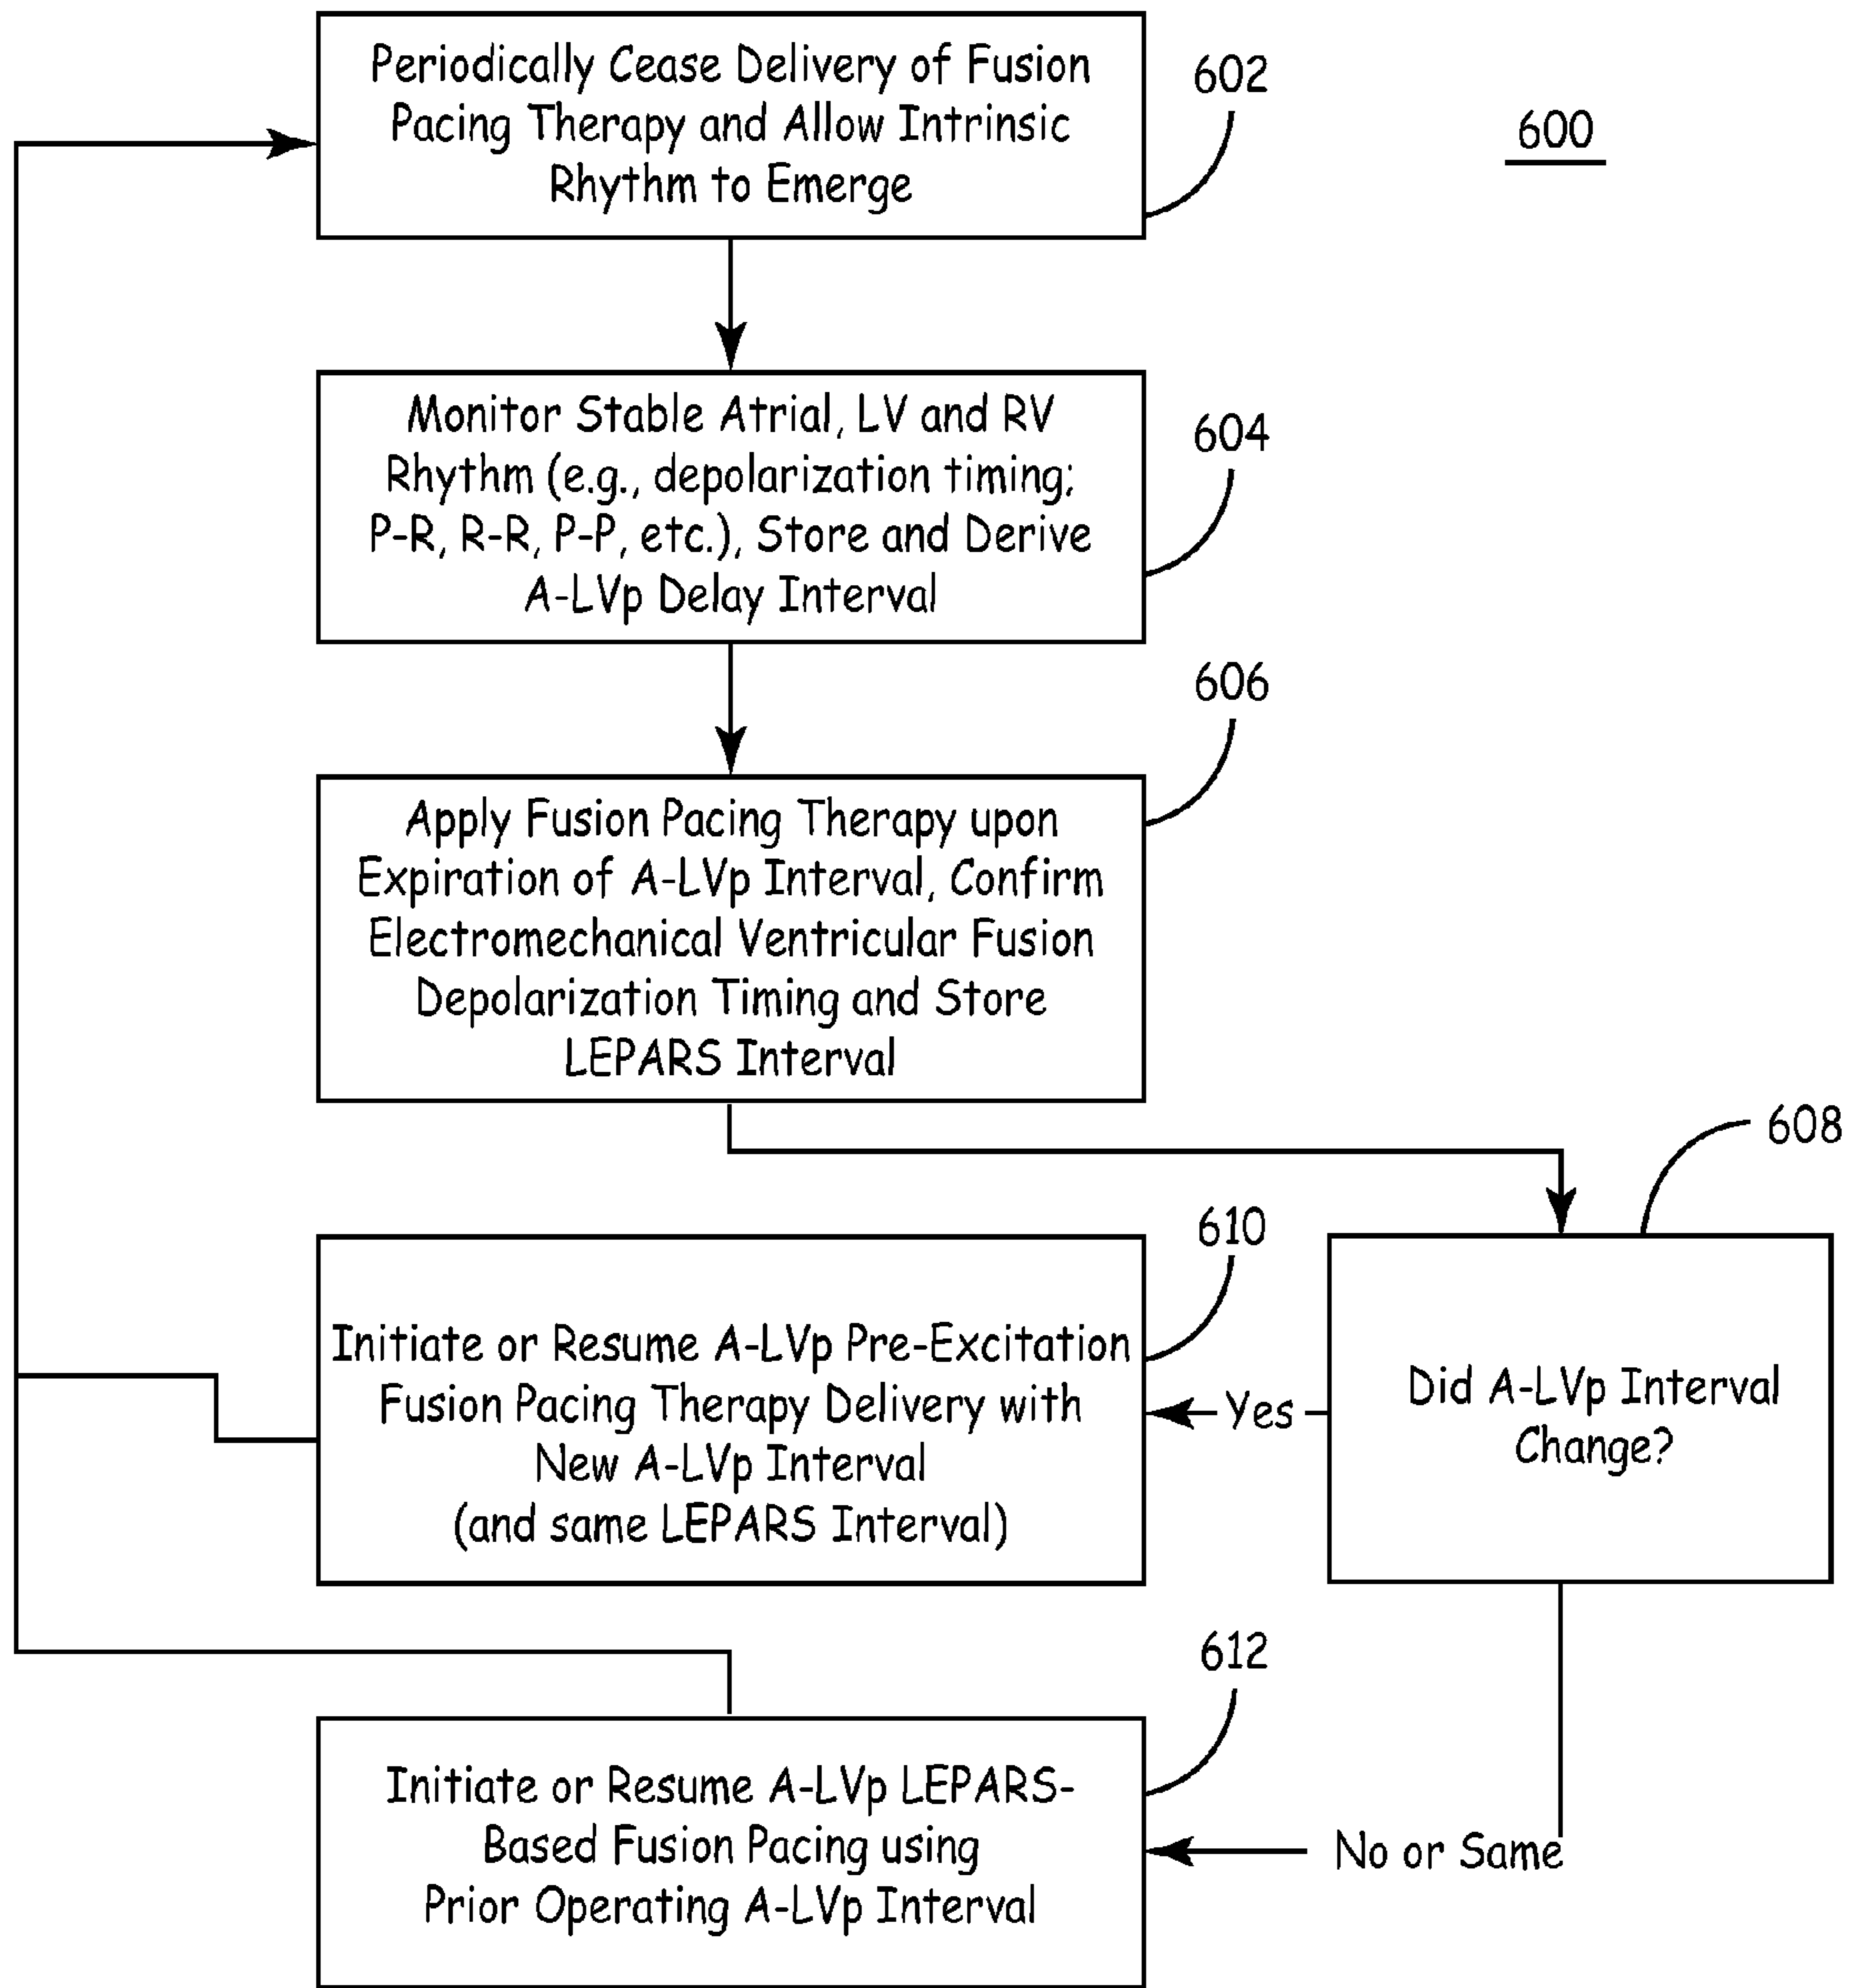 Periodically Cease Delivery of Fusion
Pacing Therapy and Allow Intrinsic
Rhythm to Emerge
602
600
Monitor Stable Atrial, LV and RV
Rhythm (e.g., depolarization timing;
P-R, R-R, P-P, etc.), Store and Derive
A-LVp Delay Interval
604
606
Apply Fusion Pacing Therapy upon
Expiration of A-LVp Interval, Confirm
Electromechanical Ventricular Fusion
Depolarization Timing and Store
LEPARS Interval
608
610
Initiate or Resume A-LVp Pre-Excitation
Fusion Pacing Therapy Delivery with
New A-LVp Interval
(and same LEPARS Interval)
Yes
Did A-LVp Interval
Change?
612
Initiate or Resume A-LVp LEPARS-
Based Fusion Pacing using
Prior Operating A-LVp Interval
No or Same